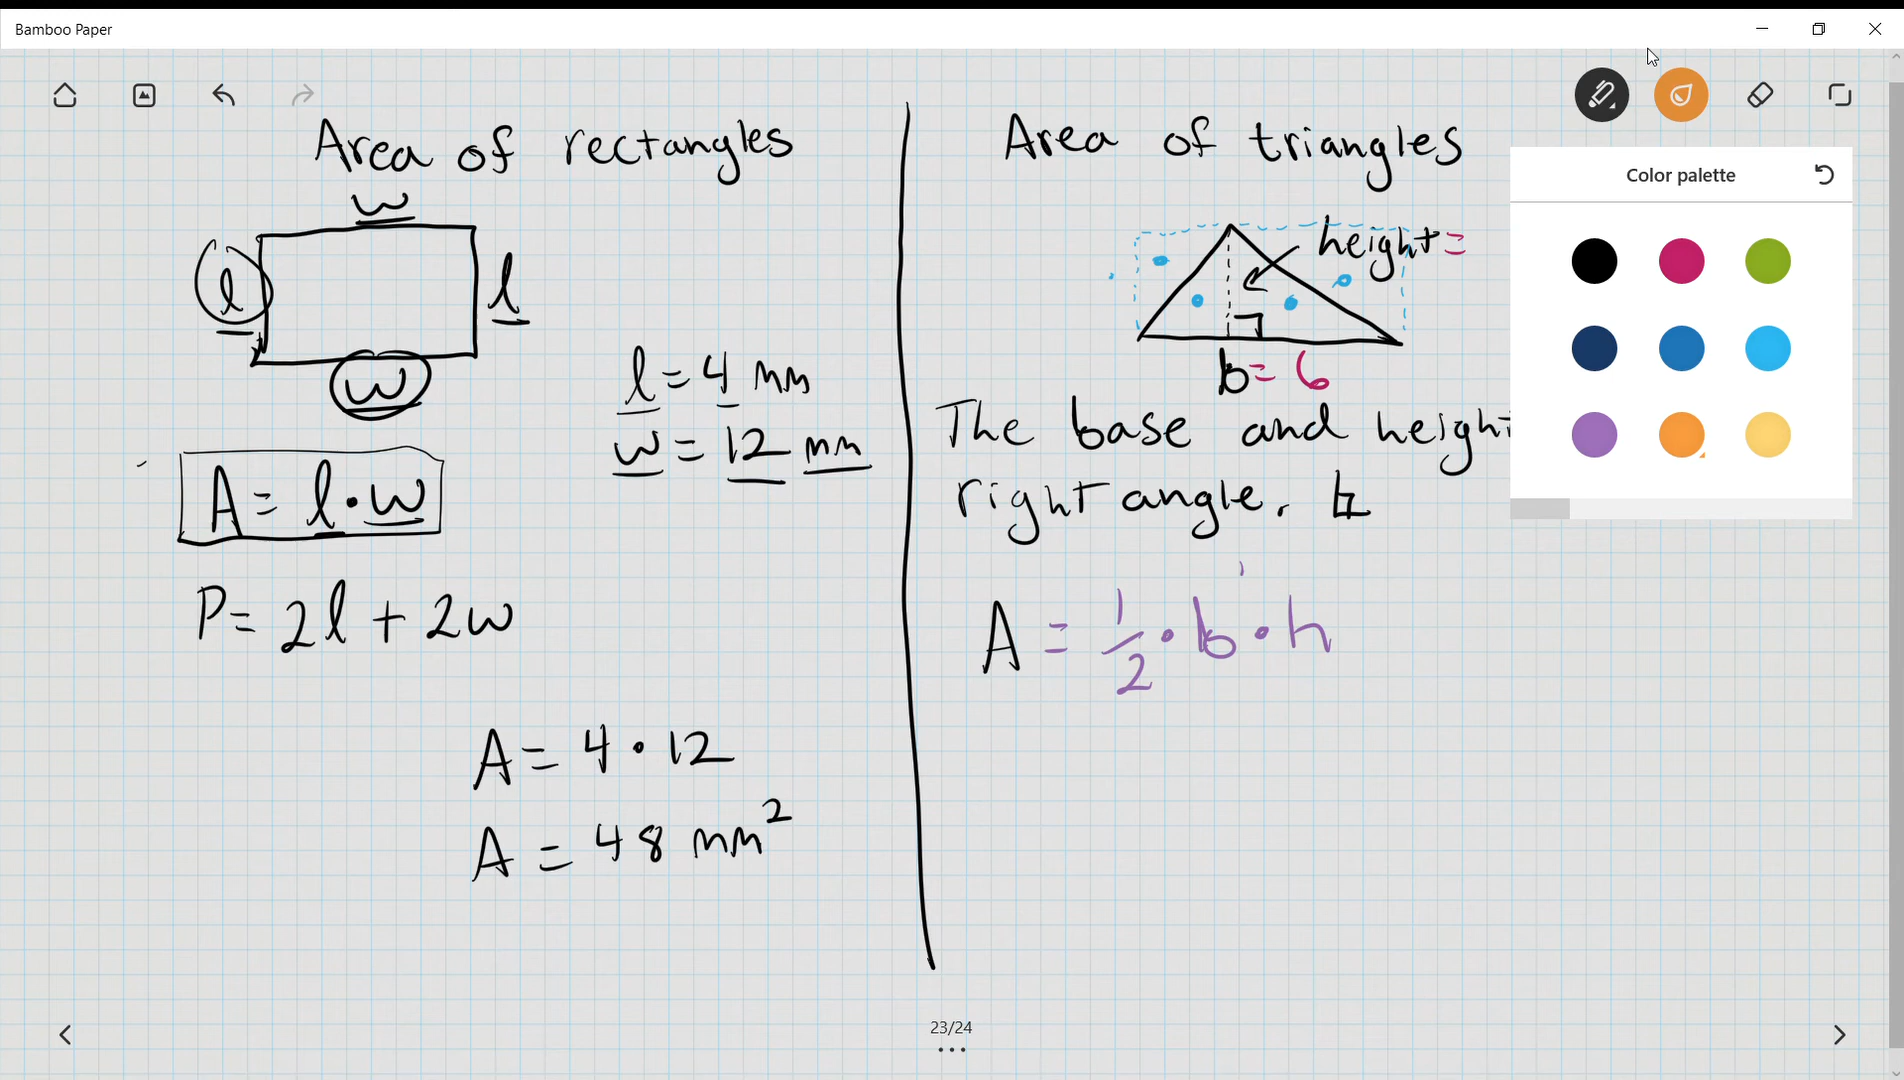 Bamboo Paper
Area of rectangles
w
l
l
w
l = 4 mm
w = 12 mm
A = l · w
P = 2l + 2w
A = 4 · 12
A = 48 mm²
Area of triangles
height =
b = 6
The base and height
right angle.
A = 1/2 · b · h
Color palette
23/24